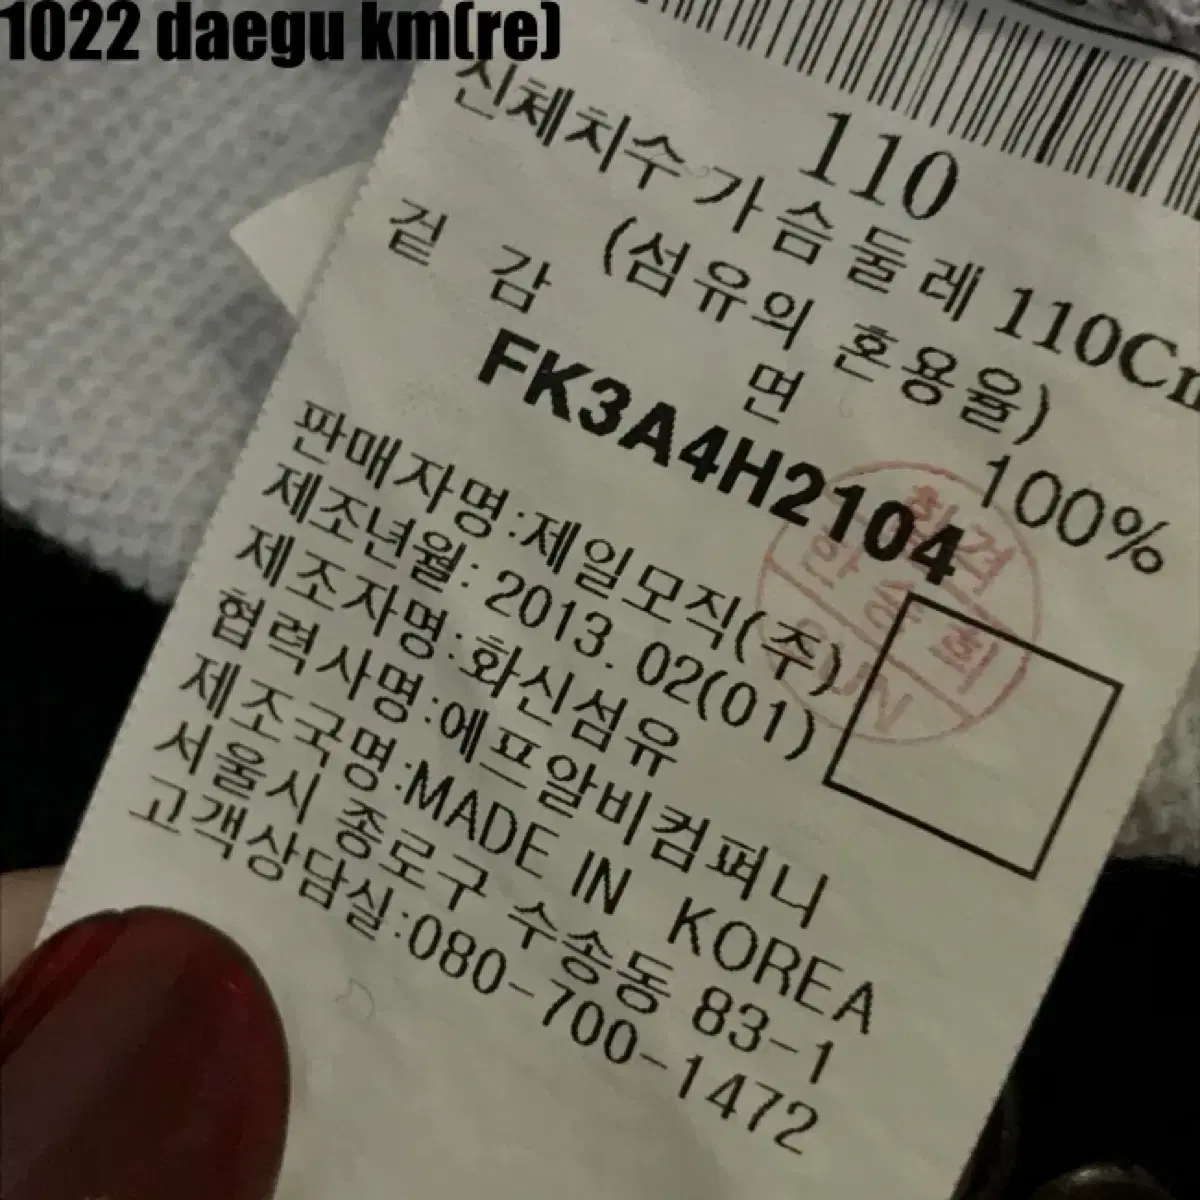 1022 daegu km(re)
110
신체치수 가슴둘레 110Cm
(섬유의 혼용율)
겉 감 면 100%
FK3A4H2104
판매자명:제일모직(주)
제조년월: 2013. 02(01)
제조자명:화신섬유
협력사명:에프알비컴퍼니
제조국명:MADE IN KOREA
서울시 종로구 수송동 83-1
고객상담실:080-700-1472
합격